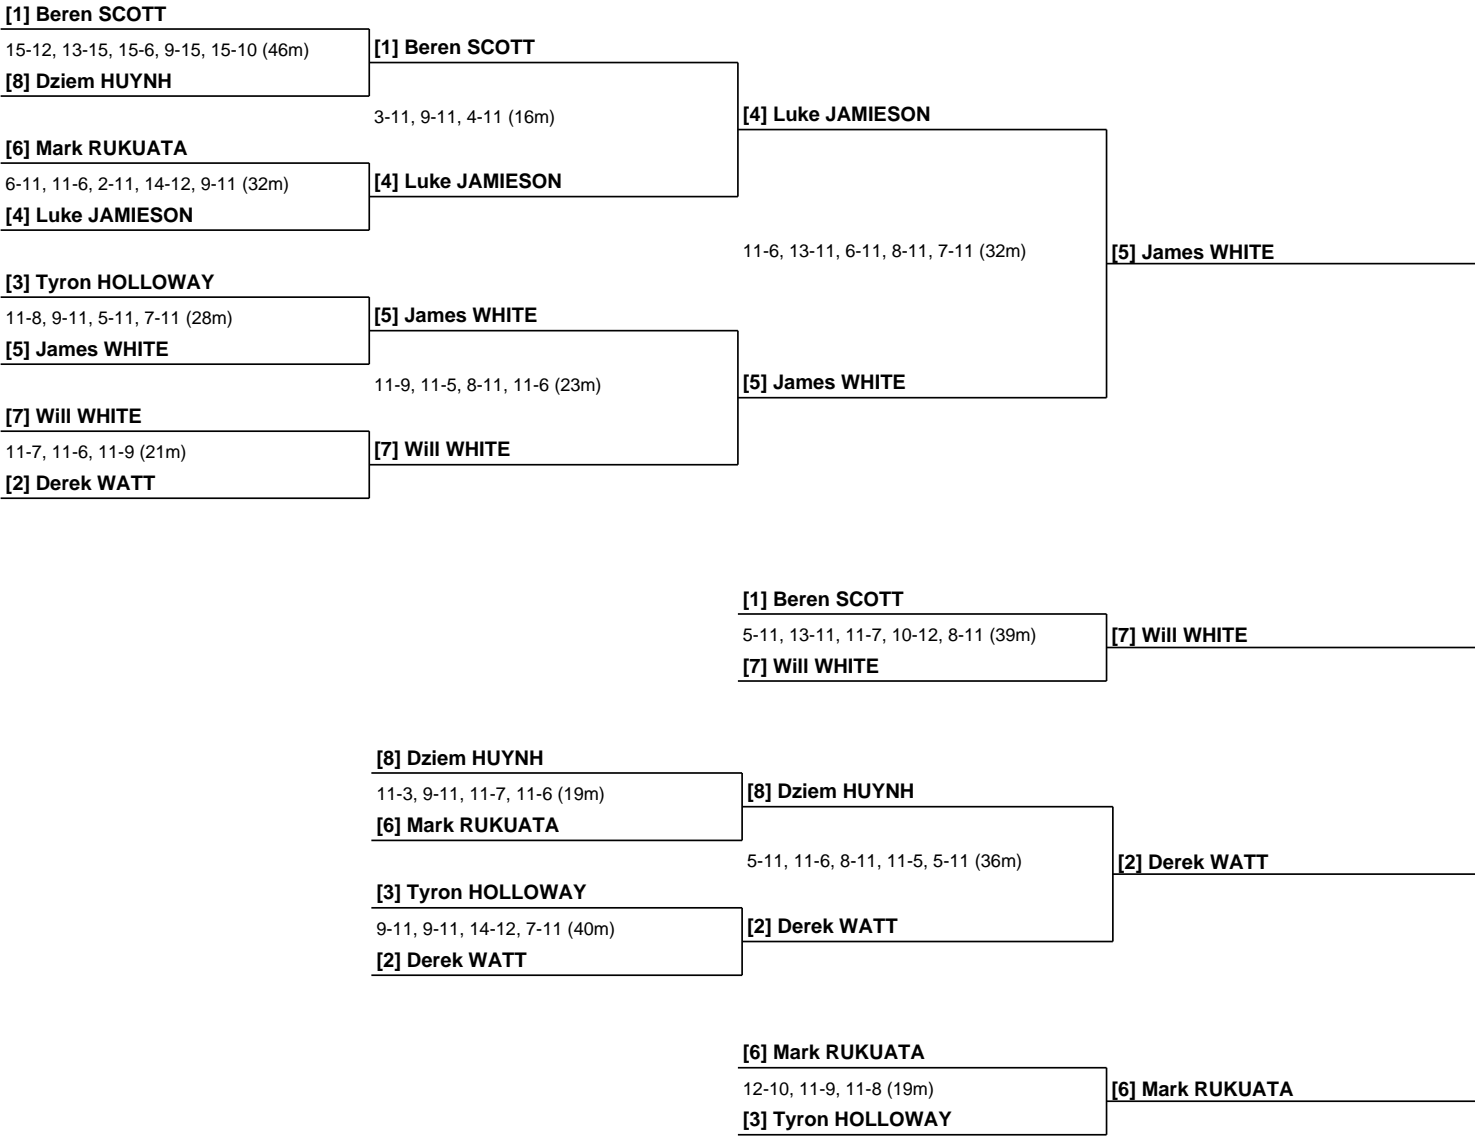 [1] Beren SCOTT
15-12, 13-15, 15-6, 9-15, 15-10 (46m)
[8] Dziem HUYNH
[1] Beren SCOTT
3-11, 9-11, 4-11 (16m)
[6] Mark RUKUATA
6-11, 11-6, 2-11, 14-12, 9-11 (32m)
[4] Luke JAMIESON
[4] Luke JAMIESON
[4] Luke JAMIESON
11-6, 13-11, 6-11, 8-11, 7-11 (32m)
[5] James WHITE
[3] Tyron HOLLOWAY
11-8, 9-11, 5-11, 7-11 (28m)
[5] James WHITE
[5] James WHITE
11-9, 11-5, 8-11, 11-6 (23m)
[5] James WHITE
[7] Will WHITE
11-7, 11-6, 11-9 (21m)
[2] Derek WATT
[7] Will WHITE
[1] Beren SCOTT
5-11, 13-11, 11-7, 10-12, 8-11 (39m)
[7] Will WHITE
[7] Will WHITE
[8] Dziem HUYNH
11-3, 9-11, 11-7, 11-6 (19m)
[6] Mark RUKUATA
[8] Dziem HUYNH
5-11, 11-6, 8-11, 11-5, 5-11 (36m)
[2] Derek WATT
[3] Tyron HOLLOWAY
9-11, 9-11, 14-12, 7-11 (40m)
[2] Derek WATT
[2] Derek WATT
[6] Mark RUKUATA
12-10, 11-9, 11-8 (19m)
[3] Tyron HOLLOWAY
[6] Mark RUKUATA